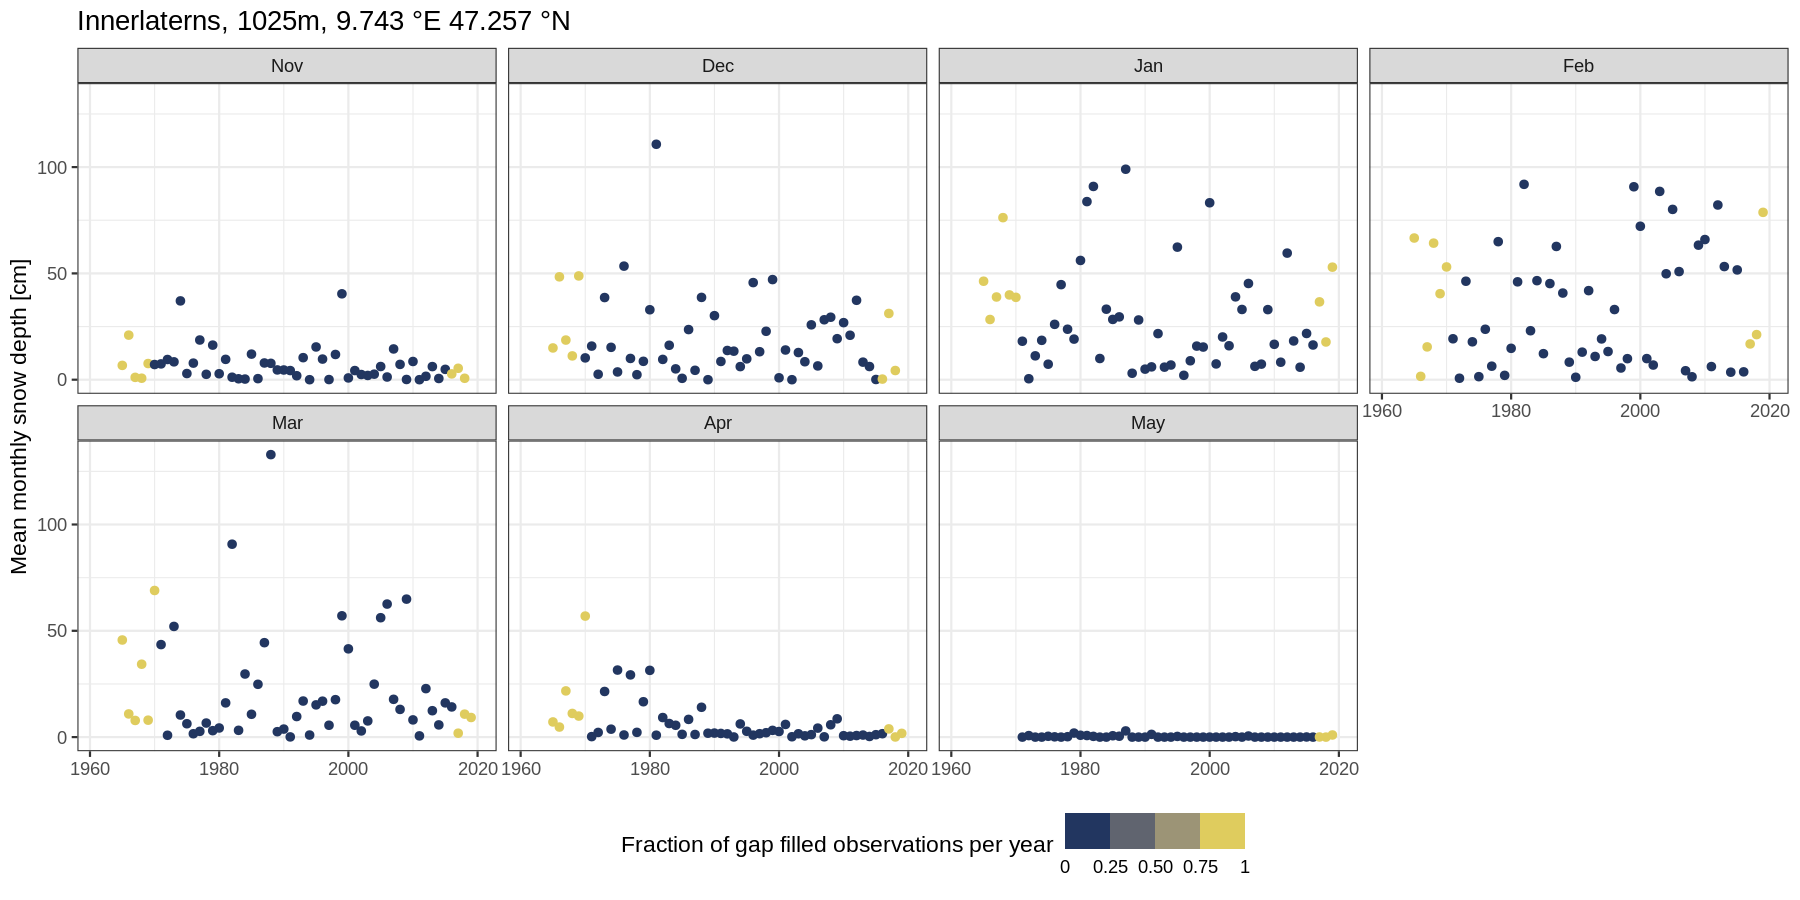 Innerlaterns, 1025m, 9.743 °E 47.257 °N
Nov Dec Jan Feb
Mean monthly snow depth [cm]
100
50
0
1960 1980 2000 2020
Mar Apr May
100
50
0
1960 1980 2000 2020 1960 1980 2000 2020 1960 1980 2000 2020
Fraction of gap filled observations per year
0 0.25 0.50 0.75 1